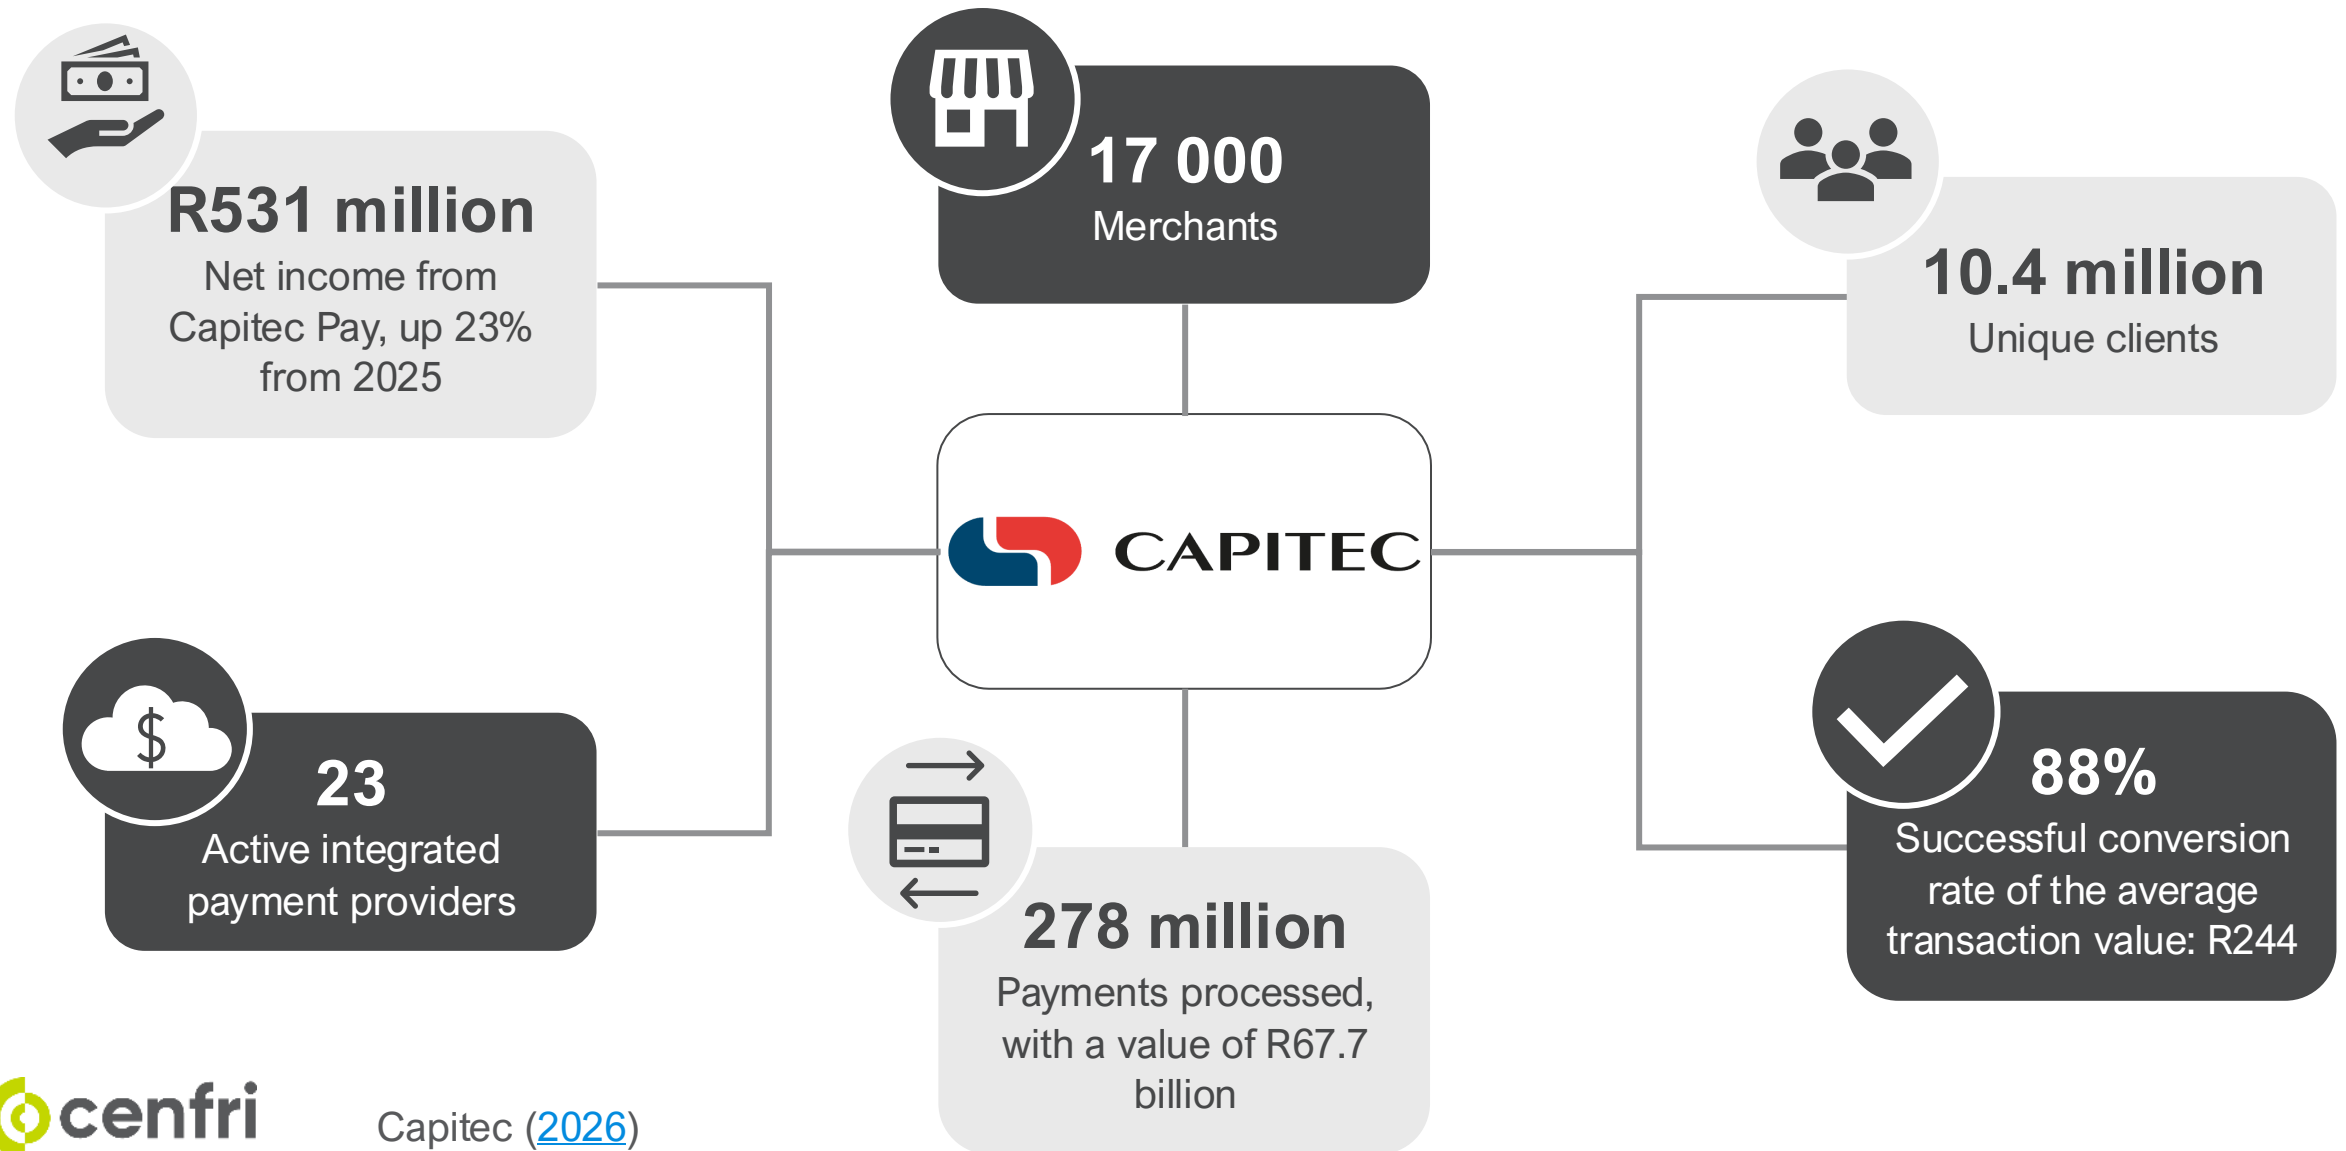 R531 million
Net income from
Capitec Pay, up 23%
from 2025
17 000
Merchants
10.4 million
Unique clients
CAPITEC
$
23
Active integrated
payment providers
278 million
Payments processed,
with a value of R67.7
billion
88%
Successful conversion
rate of the average
transaction value: R244
cenfri
Capitec (2026)